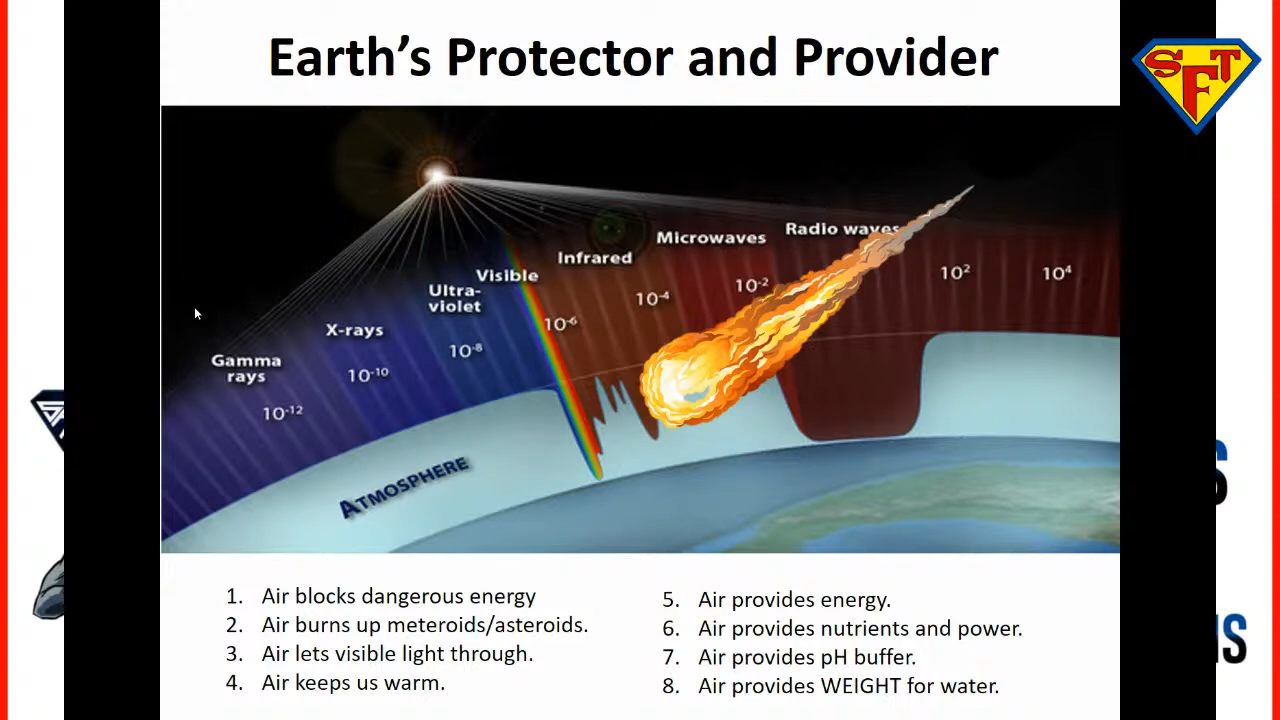 Earth's Protector and Provider
SFT
Radio waves
Microwaves
Infrared
Visible
Ultra-
violet
X-rays
Gamma
rays
10-12
10-10
10-8
10-6
10-4
10-2
102
104
ATMOSPHERE
1. Air blocks dangerous energy
2. Air burns up meteroids/asteroids.
3. Air lets visible light through.
4. Air keeps us warm.
5. Air provides energy.
6. Air provides nutrients and power.
7. Air provides pH buffer.
8. Air provides WEIGHT for water.